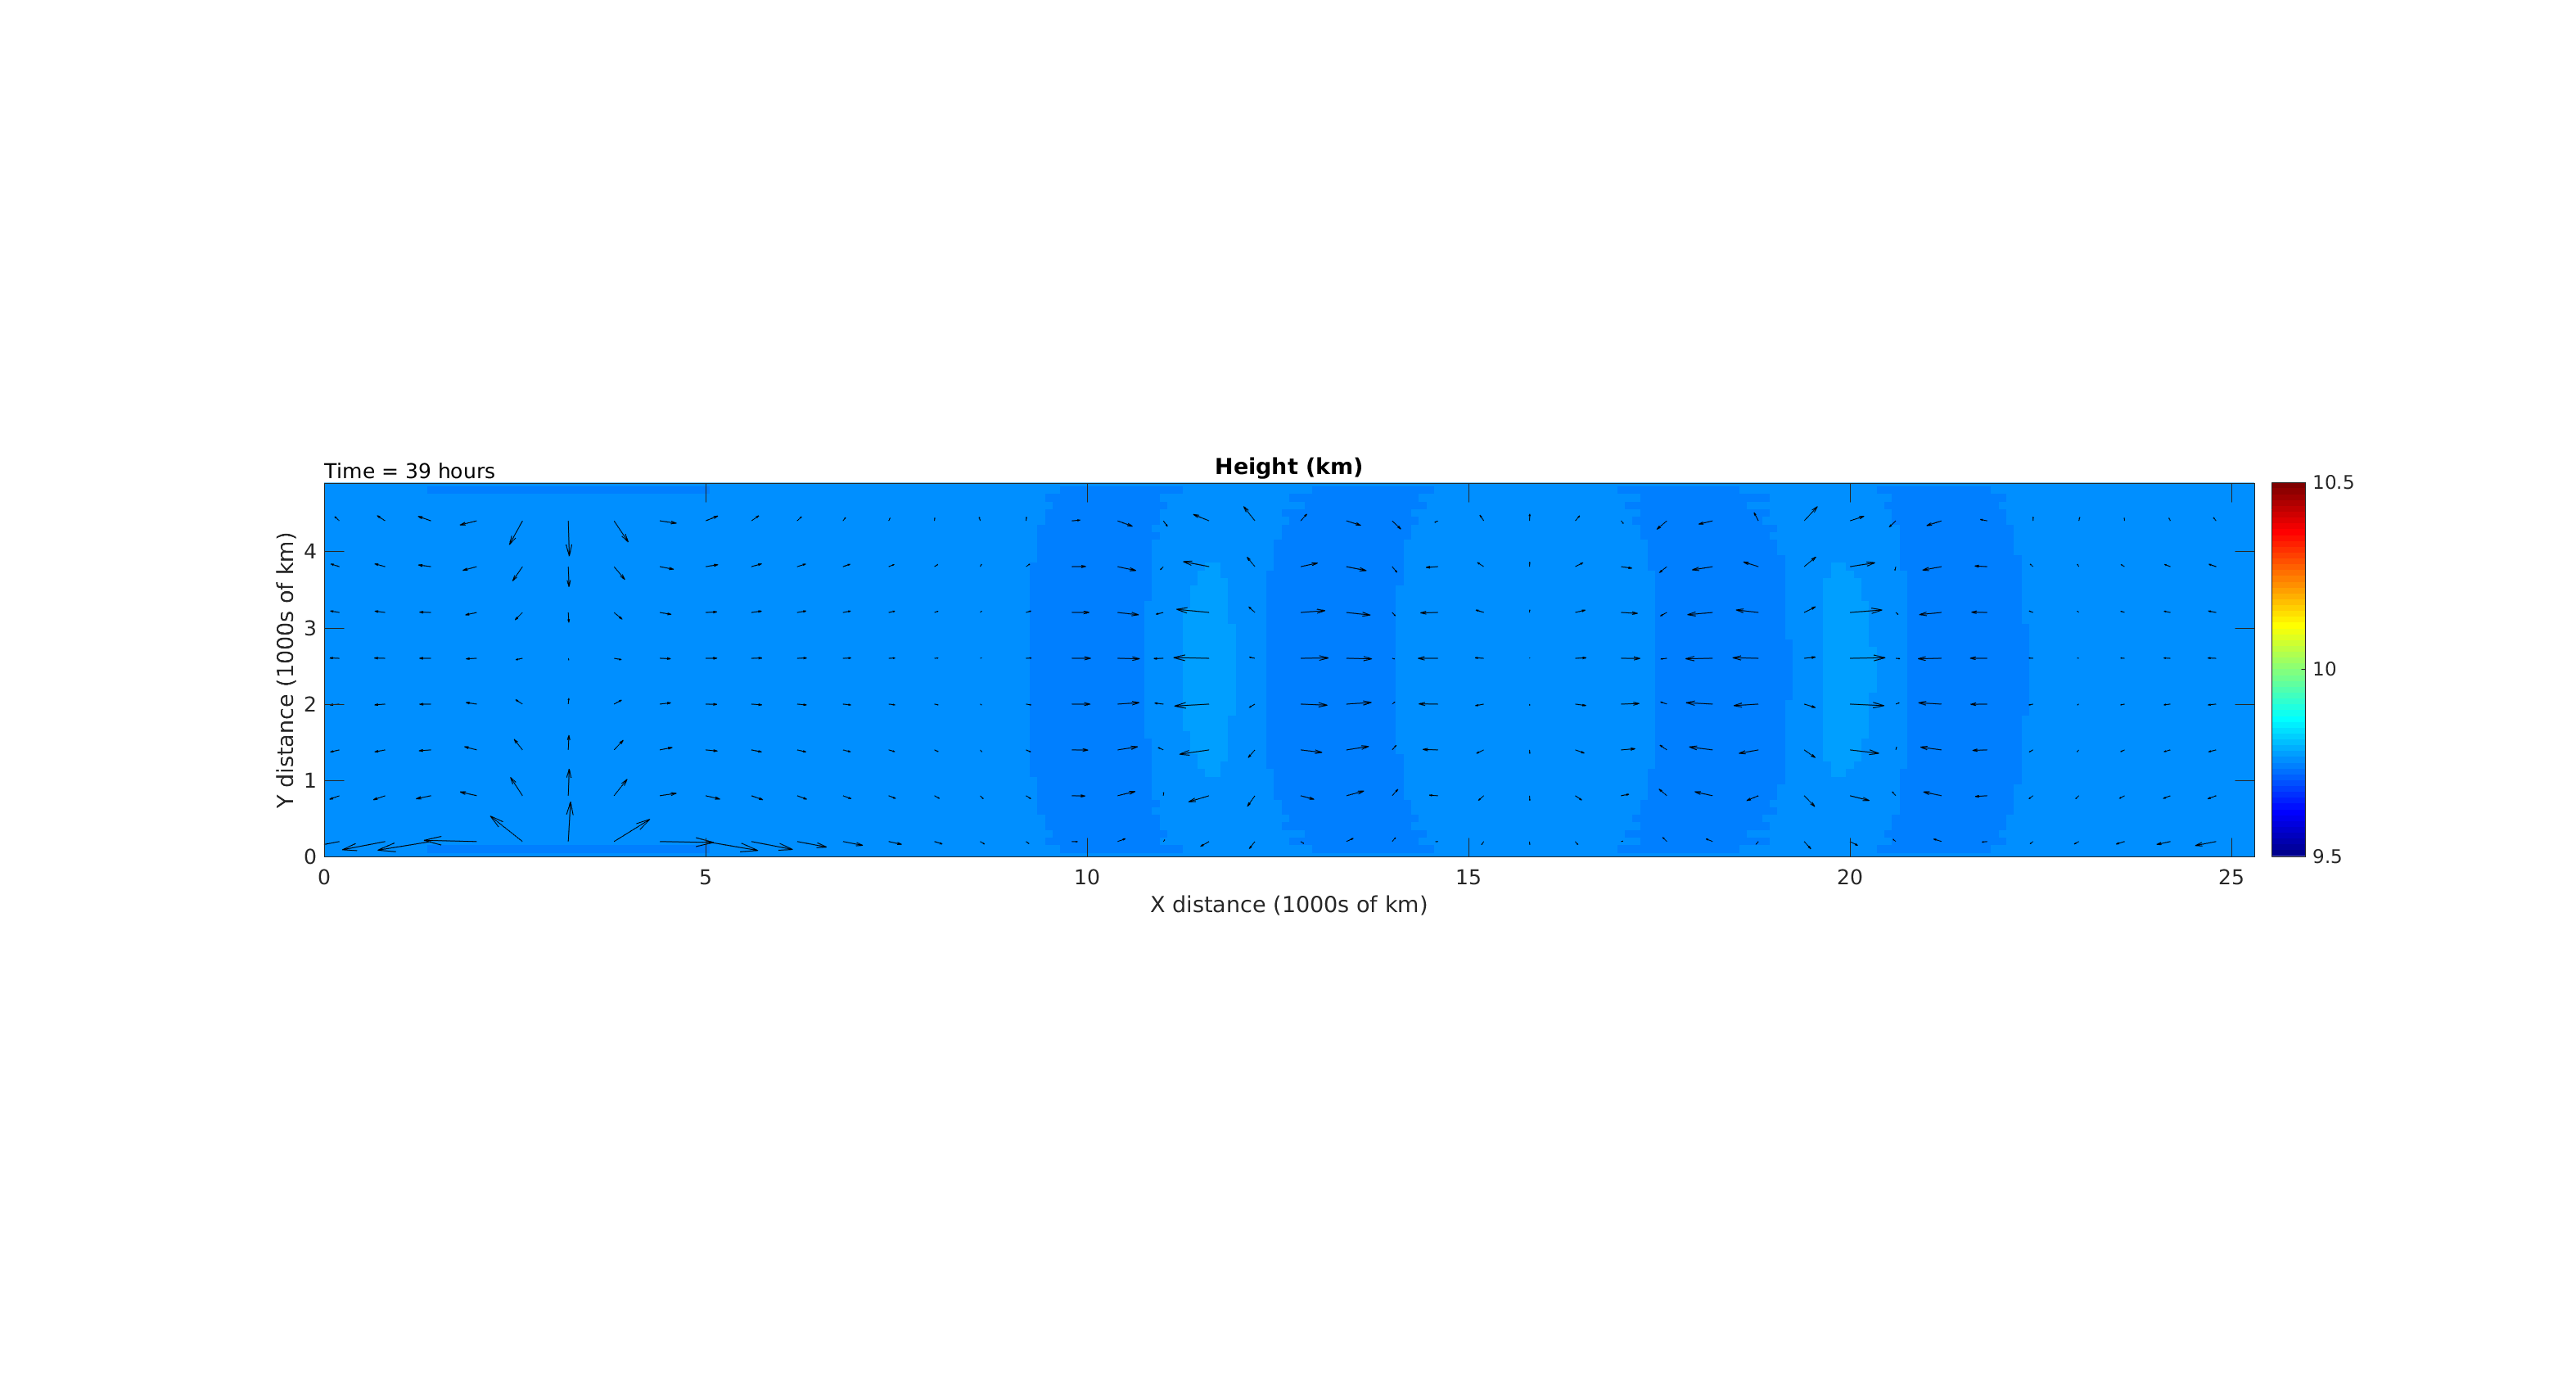 Time = 39 hours
Height (km)
Y distance (1000s of km)
4
3
2
1
0
0 5 10 15 20 25
X distance (1000s of km)
10.5
10
9.5